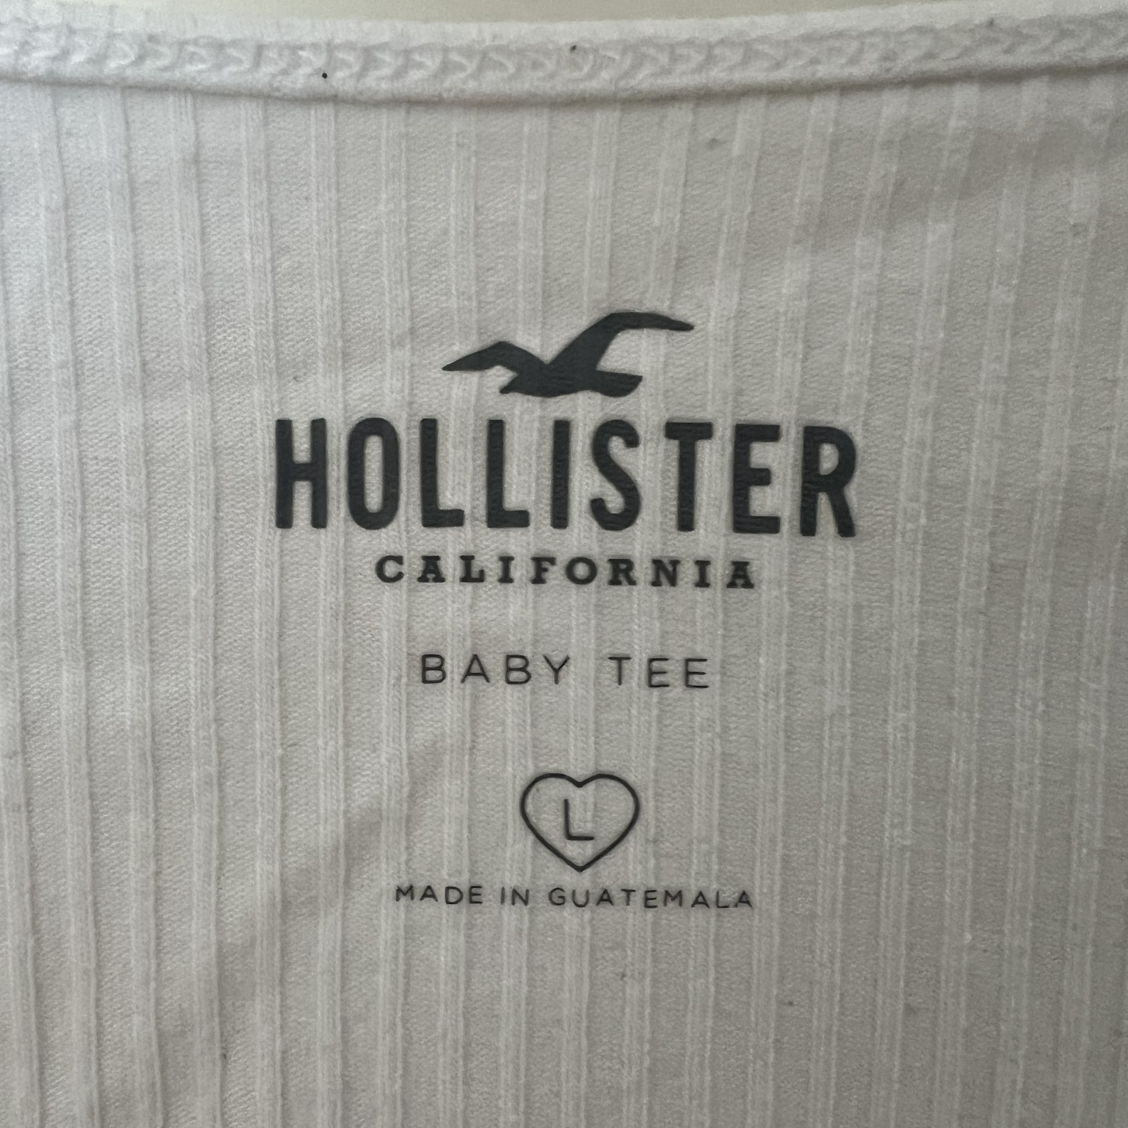 HOLLISTER
CALIFORNIA
BABY TEE
L
MADE IN GUATEMALA